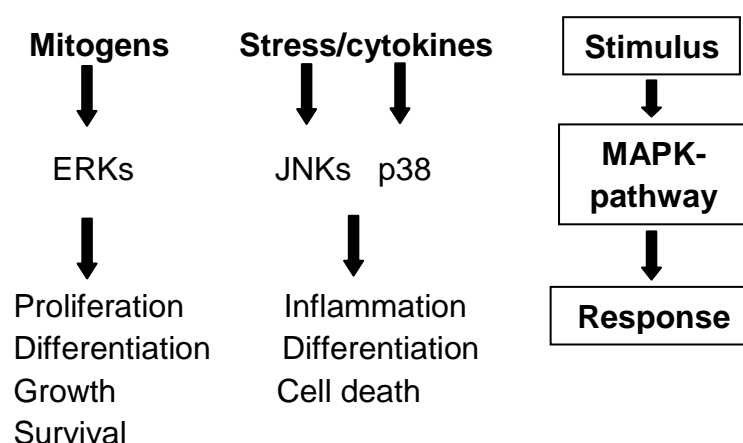 Mitogens
Stress/cytokines
Stimulus
ERKs
JNKs p38
MAPK-
pathway
Proliferation
Differentiation
Growth
Survival
Inflammation
Differentiation
Cell death
Response